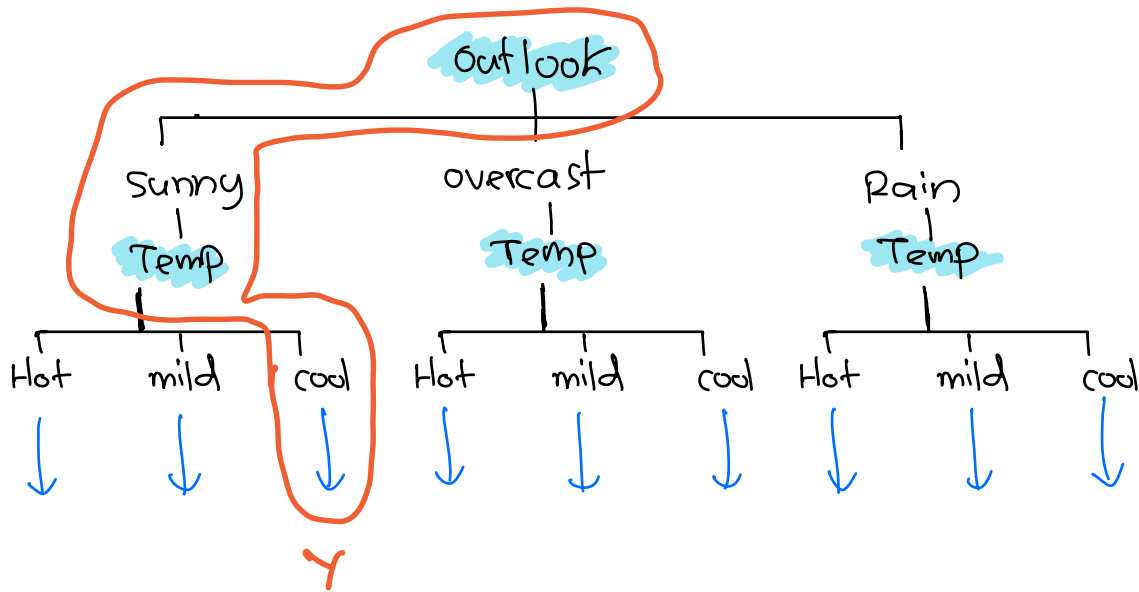 outlook
Sunny overcast Rain
Temp Temp Temp
Hot mild cool Hot mild cool Hot mild cool
Y